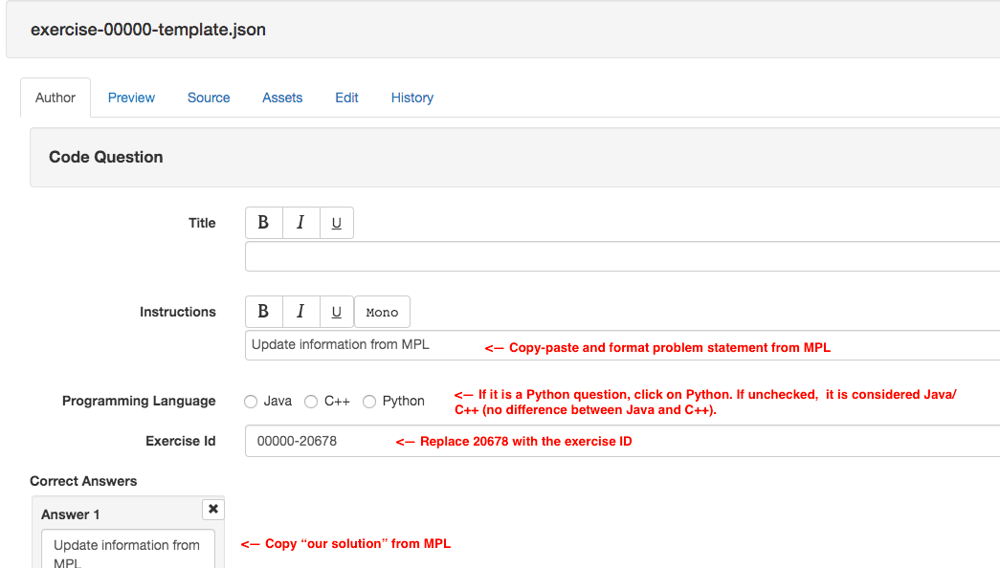 exercise-00000-template.json
Author Preview Source Assets Edit History
Code Question
Title B I U
Instructions B I U Mono
Update information from MPL <— Copy-paste and format problem statement from MPL
Programming Language Java C++ Python <— If it is a Python question, click on Python. If unchecked, it is considered Java/
C++ (no difference between Java and C++).
Exercise Id 00000-20678 <— Replace 20678 with the exercise ID
Correct Answers
Answer 1 ✖
Update information from <— Copy “our solution” from MPL
MPL